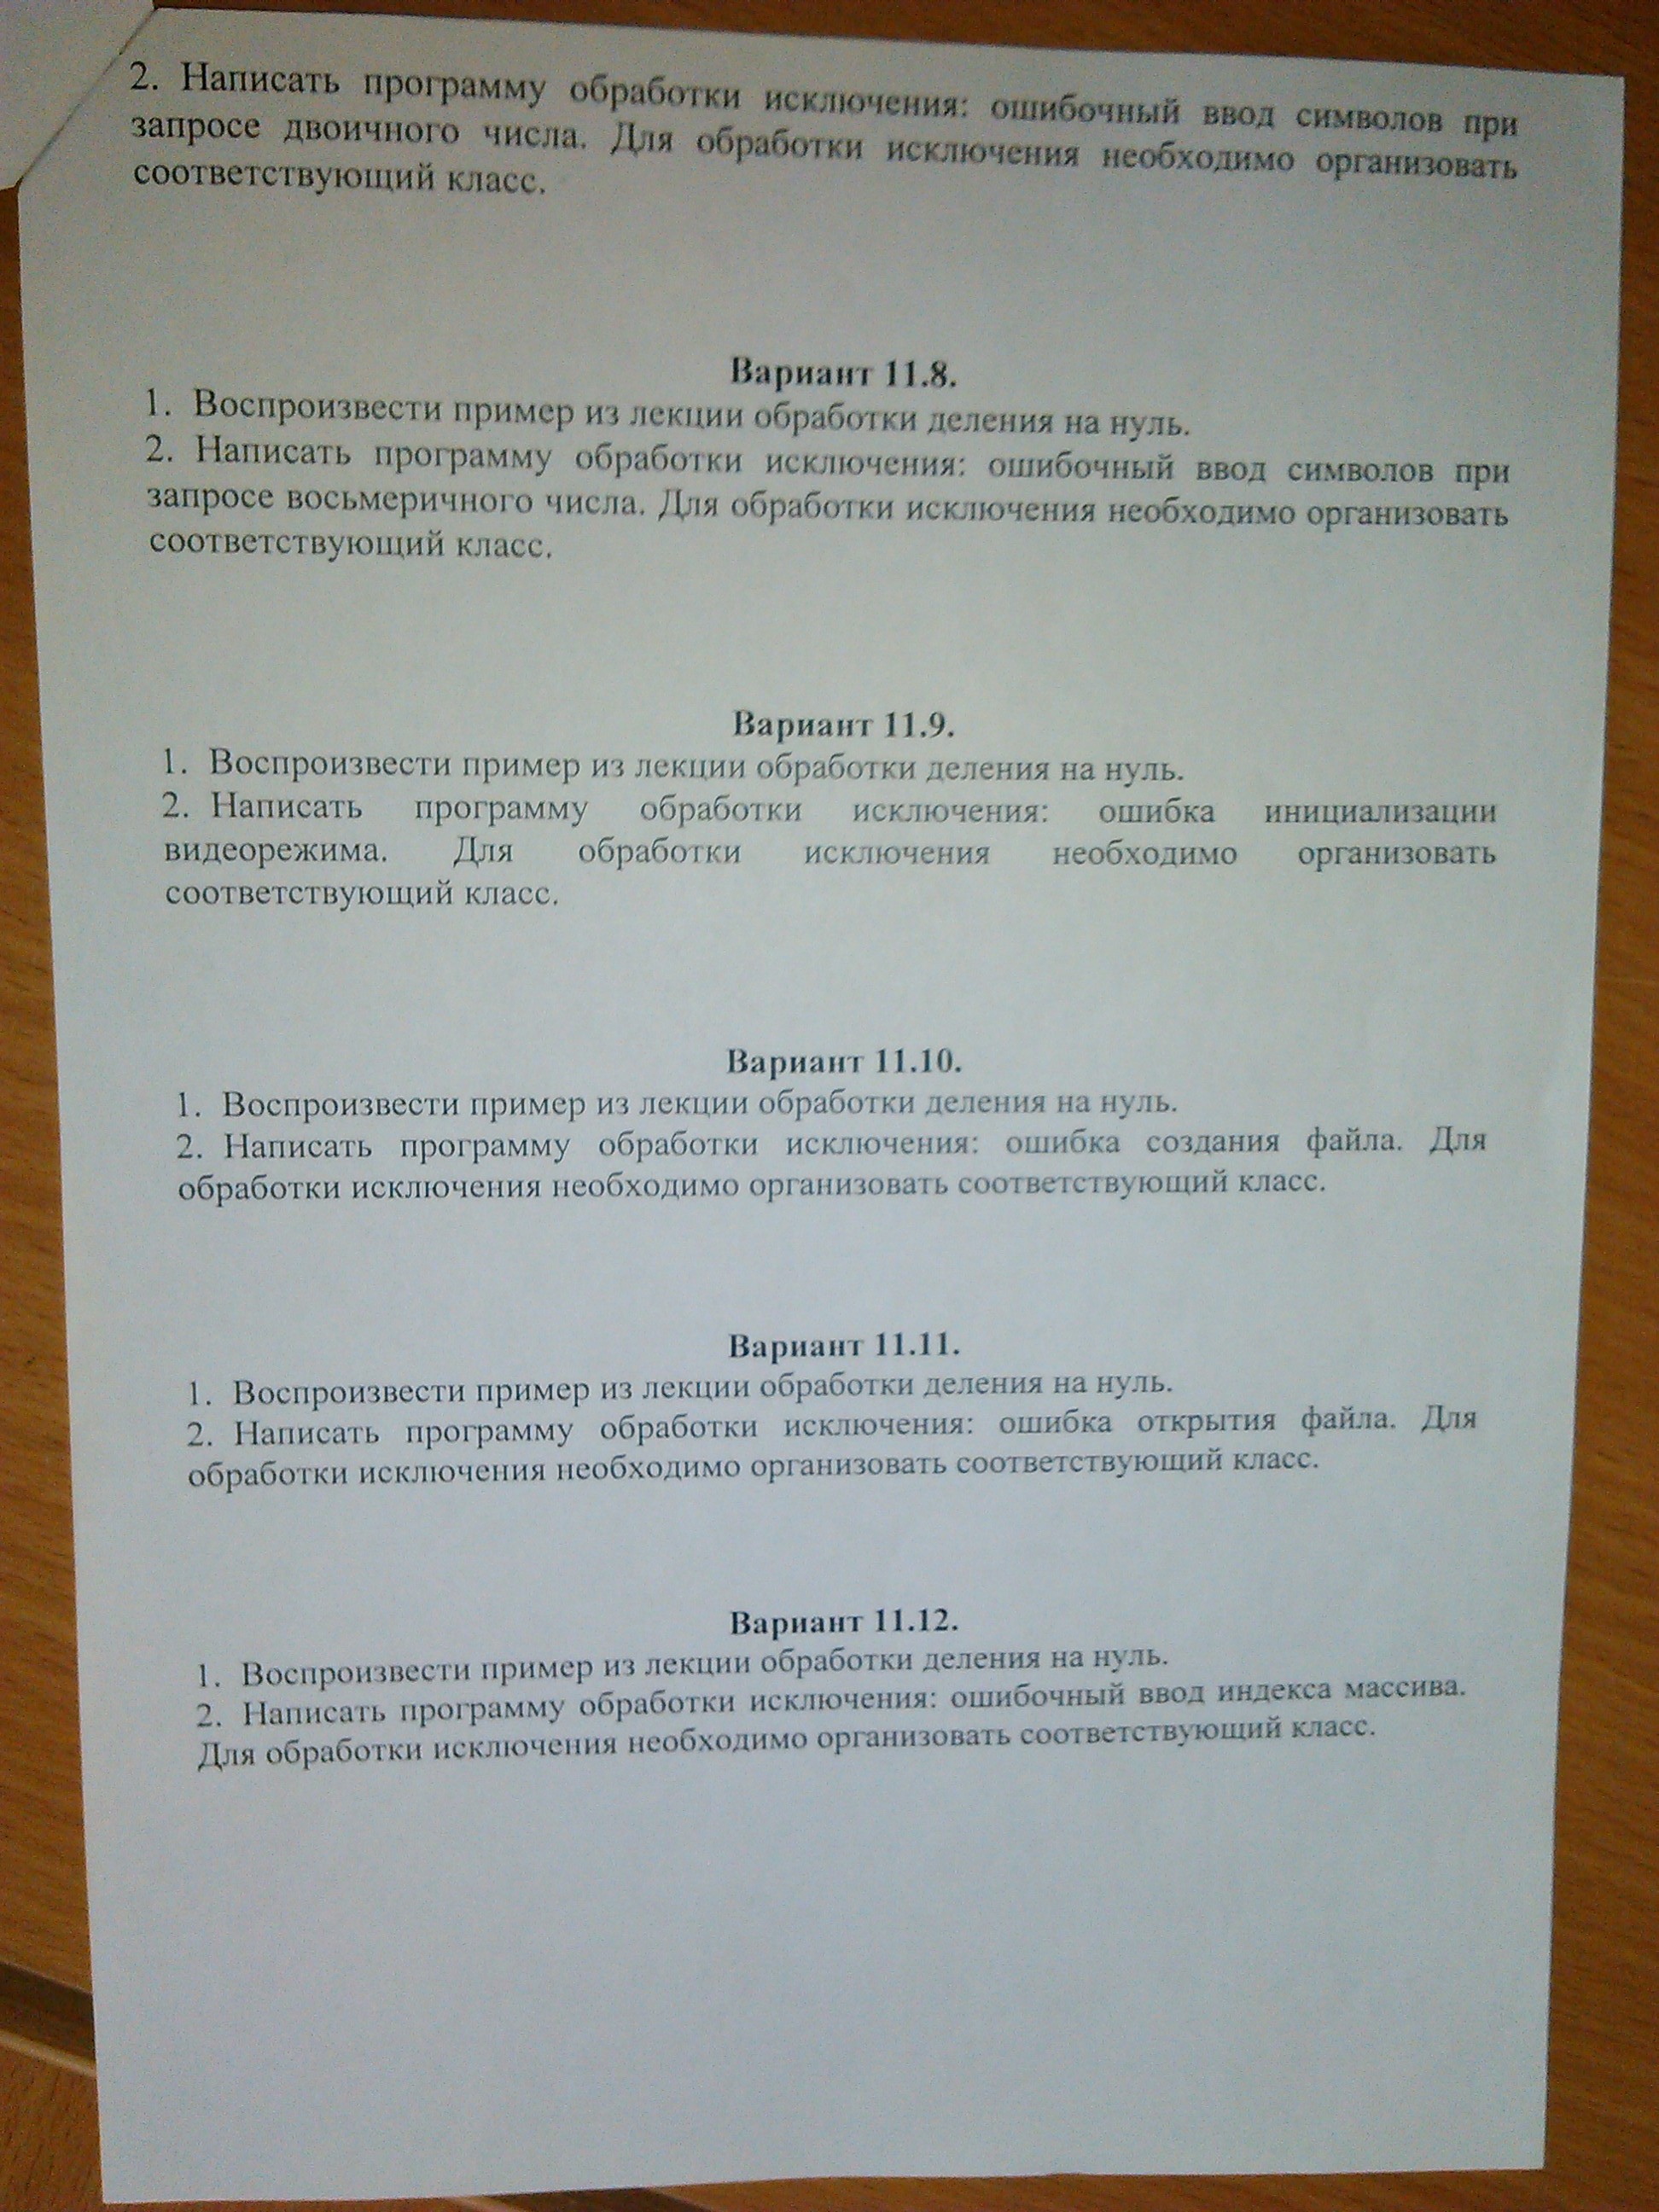 2. Написать программу обработки исключения: ошибочный ввод символов при
запросе двоичного числа. Для обработки исключения необходимо организовать
соответствующий класс.
Вариант 11.8.
1. Воспроизвести пример из лекции обработки деления на нуль.
2. Написать программу обработки исключения: ошибочный ввод символов при
запросе восьмеричного числа. Для обработки исключения необходимо организовать
соответствующий класс.
Вариант 11.9.
1. Воспроизвести пример из лекции обработки деления на нуль.
2. Написать программу обработки исключения: ошибка инициализации
видеорежима. Для обработки исключения необходимо организовать
соответствующий класс.
Вариант 11.10.
1. Воспроизвести пример из лекции обработки деления на нуль.
2. Написать программу обработки исключения: ошибка создания файла. Для
обработки исключения необходимо организовать соответствующий класс.
Вариант 11.11.
1. Воспроизвести пример из лекции обработки деления на нуль.
2. Написать программу обработки исключения: ошибка открытия файла. Для
обработки исключения необходимо организовать соответствующий класс.
Вариант 11.12.
1. Воспроизвести пример из лекции обработки деления на нуль.
2. Написать программу обработки исключения: ошибочный ввод индекса массива.
Для обработки исключения необходимо организовать соответствующий класс.